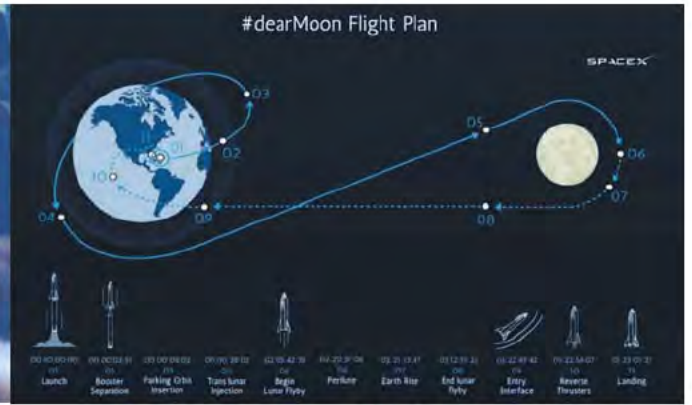 #dearMoon Flight Plan
SPACEX
03
05
11
01
02
06
10
07
04
09
08
Launch
Booster
Separation
Parking Orbit
Insertion
Trans lunar
Injection
Begin
Lunar Flyby
Perilune
Earth Rise
End lunar
flyby
Entry
Interface
Reverse
Thrusters
Landing